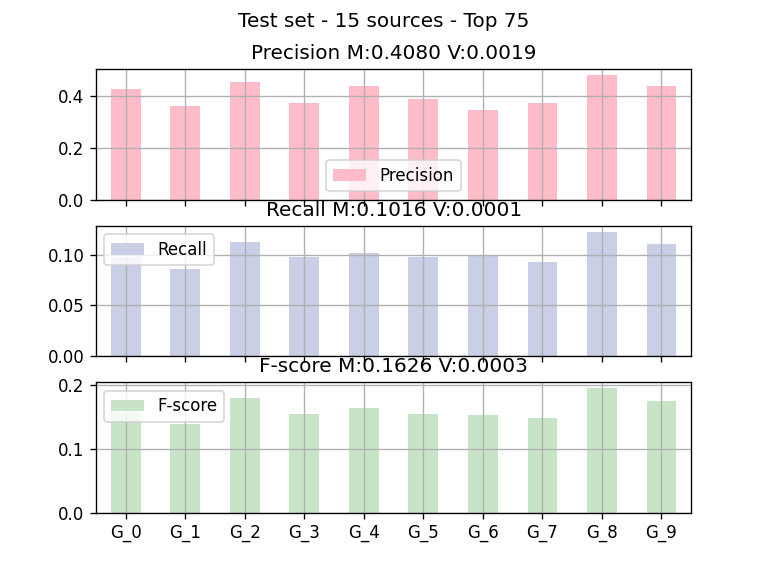 Test set - 15 sources - Top 75
Precision M:0.4080 V:0.0019
0.4
0.2
0.0
Precision
Recall M:0.1016 V:0.0001
0.10
0.05
0.00
Recall
F-score M:0.1626 V:0.0003
0.2
0.1
0.0
F-score
G_0 G_1 G_2 G_3 G_4 G_5 G_6 G_7 G_8 G_9